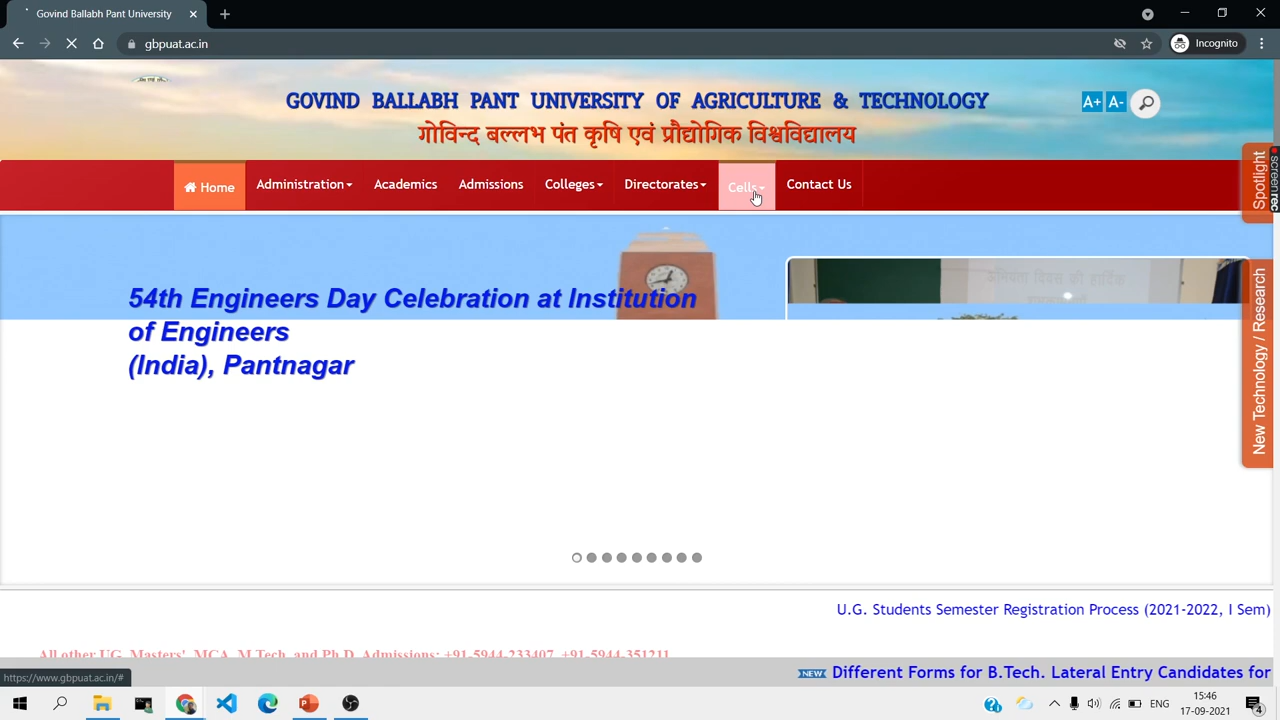 Govind Ballabh Pant University
gbpuat.ac.in
Incognito
GOVIND BALLABH PANT UNIVERSITY OF AGRICULTURE & TECHNOLOGY
A+ A-
गोविन्द बल्लभ पंत कृषि एवं प्रौद्योगिक विश्वविद्यालय
Home Administration Academics Admissions Colleges Directorates Cells Contact Us
Spotlight
screenrec
New Technology / Research
54th Engineers Day Celebration at Institution
of Engineers
(India), Pantnagar
U.G. Students Semester Registration Process (2021-2022, I Sem)
All other UG, Masters', MCA, M.Tech. and Ph.D. Admissions: +91-5944-233407, +91-5944-351211
NEW Different Forms for B.Tech. Lateral Entry Candidates for
https://www.gbpuat.ac.in/#
ENG
15:46
17-09-2021
4